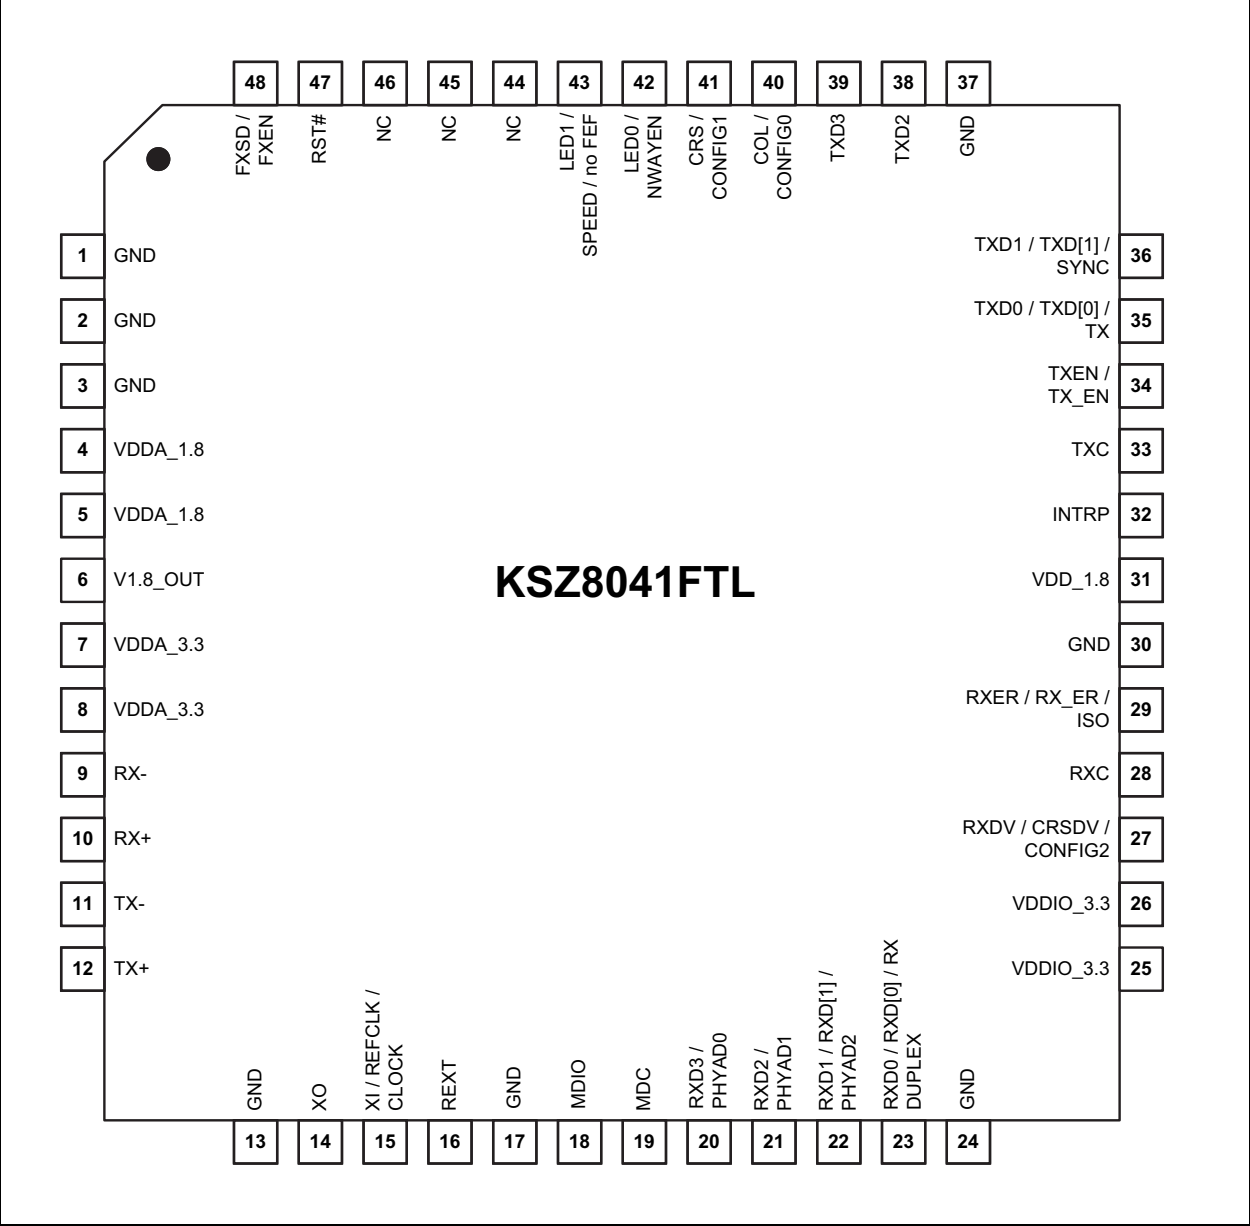 48
47
46
45
44
43
42
41
40
39
38
37
FXSD /
FXEN
RST#
NC
NC
NC
LED1 /
SPEED / no FEF
LED0 /
NWAYEN
CRS /
CONFIG1
COL /
CONFIG0
TXD3
TXD2
GND
1 GND
2 GND
3 GND
4 VDDA_1.8
5 VDDA_1.8
6 V1.8_OUT
7 VDDA_3.3
8 VDDA_3.3
9 RX-
10 RX+
11 TX-
12 TX+
KSZ8041FTL
TXD1 / TXD[1] /
SYNC
36
TXD0 / TXD[0] /
TX
35
TXEN /
TX_EN
34
TXC 33
INTRP 32
VDD_1.8 31
GND 30
RXER / RX_ER /
ISO
29
RXC 28
RXDV / CRSDV /
CONFIG2
27
VDDIO_3.3 26
VDDIO_3.3 25
GND
XO
XI / REFCLK /
CLOCK
REXT
GND
MDIO
MDC
RXD3 /
PHYAD0
RXD2 /
PHYAD1
RXD1 / RXD[1] /
PHYAD2
RXD0 / RXD[0] / RX
DUPLEX
GND
13
14
15
16
17
18
19
20
21
22
23
24